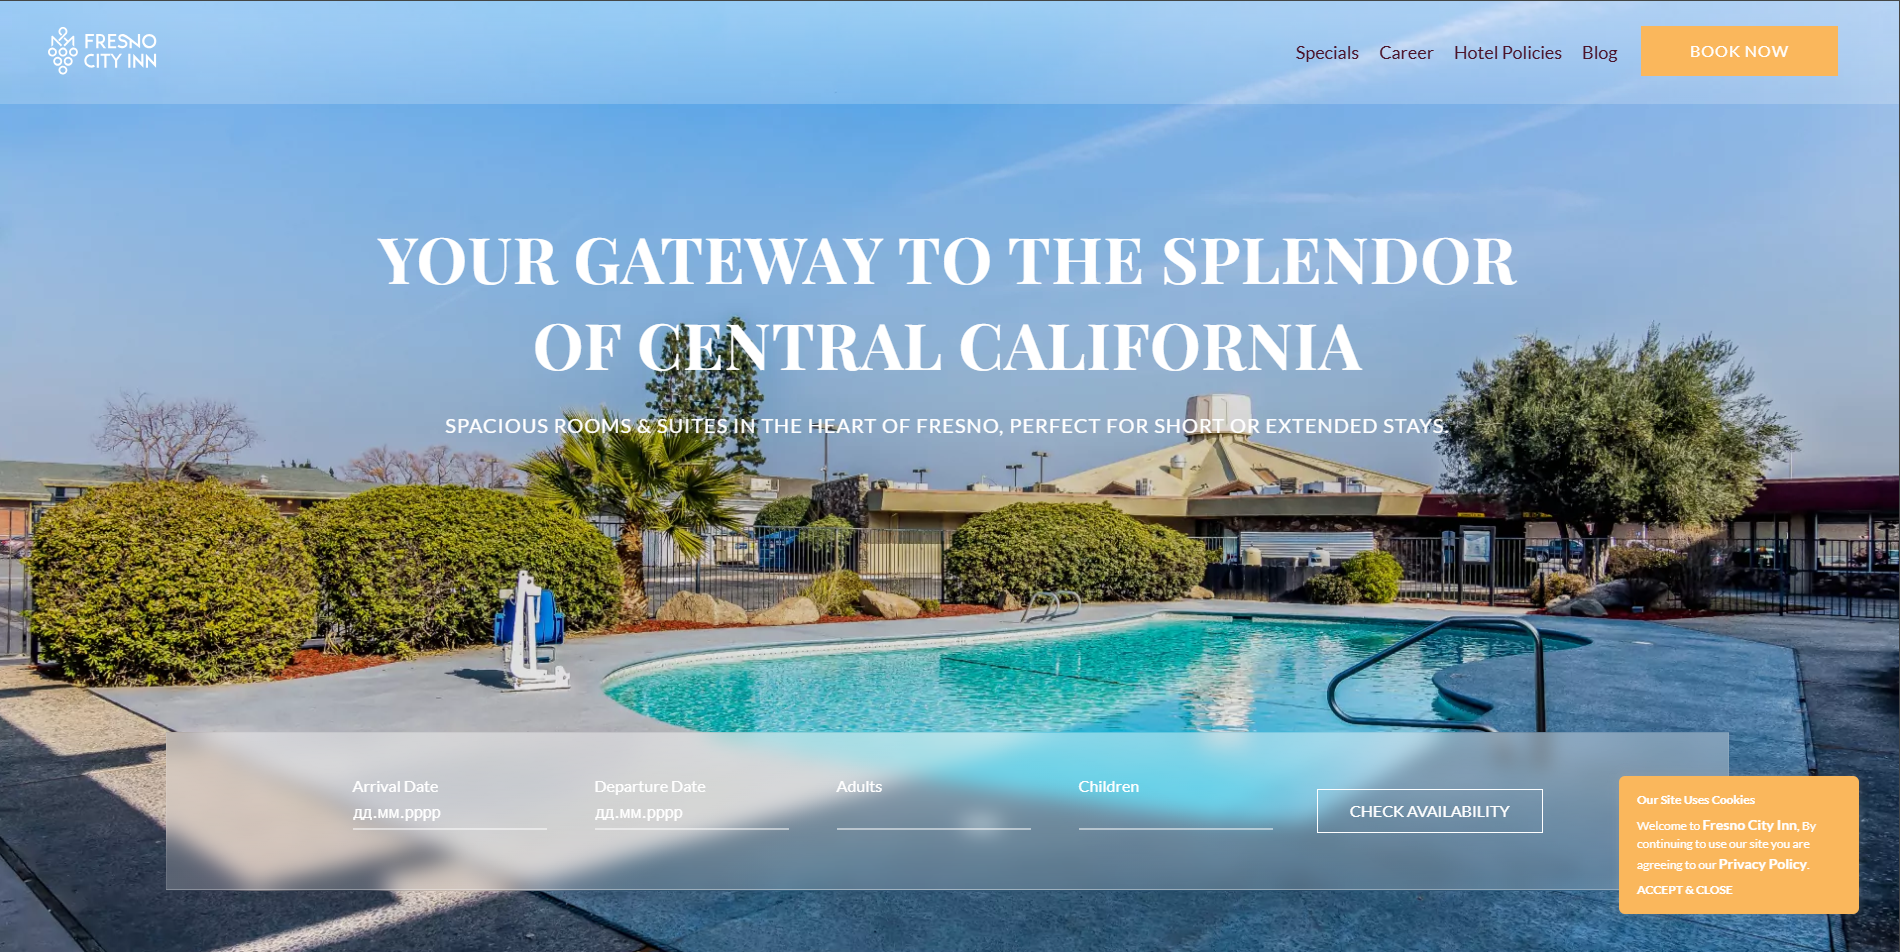 FRESNO
CITY INN
Specials Career Hotel Policies Blog BOOK NOW
YOUR GATEWAY TO THE SPLENDOR
OF CENTRAL CALIFORNIA
SPACIOUS ROOMS & SUITES IN THE HEART OF FRESNO, PERFECT FOR SHORT OR EXTENDED STAYS.
Arrival Date Departure Date Adults Children
дд.мм.рррр дд.мм.рррр
CHECK AVAILABILITY
Our Site Uses Cookies
Welcome to Fresno City Inn, By
continuing to use our site you are
agreeing to our Privacy Policy.
ACCEPT & CLOSE